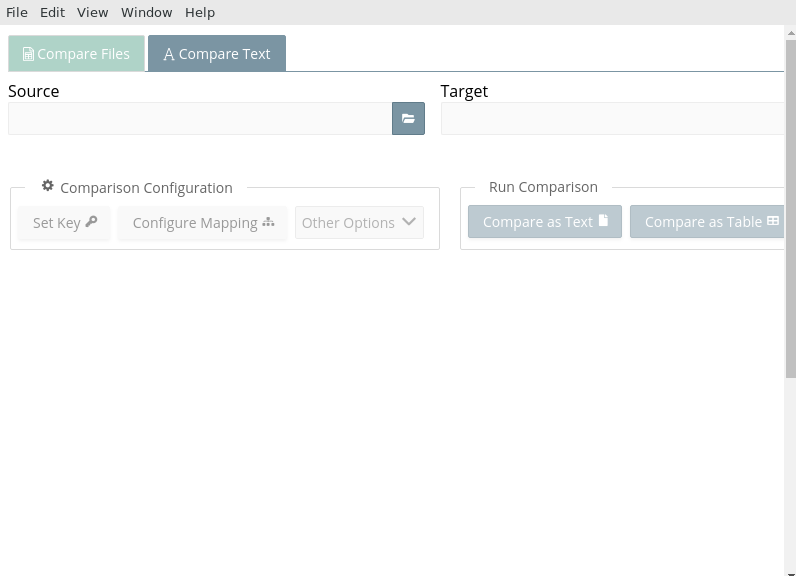 File Edit View Window Help
Compare Files A Compare Text
Source Target
Comparison Configuration Run Comparison
Set Key Configure Mapping Other Options Compare as Text Compare as Table